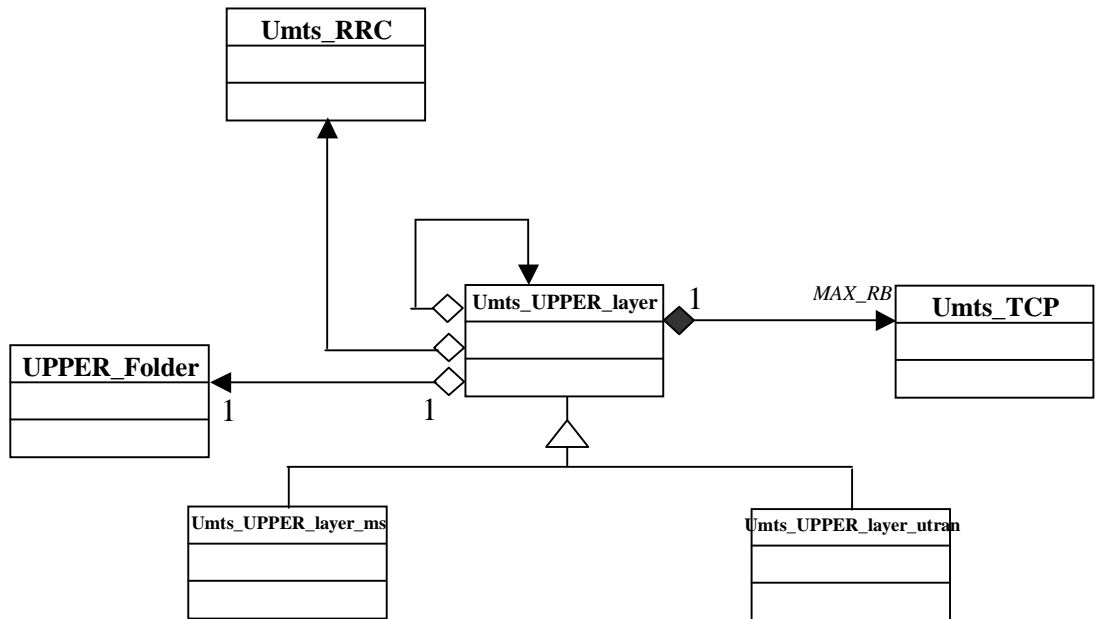 Umts_RRC
Umts_UPPER_layer
1
MAX_RB
Umts_TCP
UPPER_Folder
1
1
Umts_UPPER_layer_ms
Umts_UPPER_layer_utran